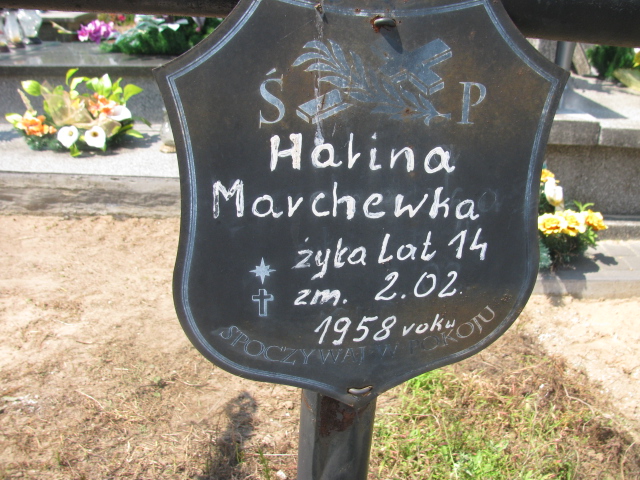 Ś P
Halina
Marchewka
żyła Lat 14
zm. 2.02.
1958 roku
SPOCZYWAJ W POKOJU